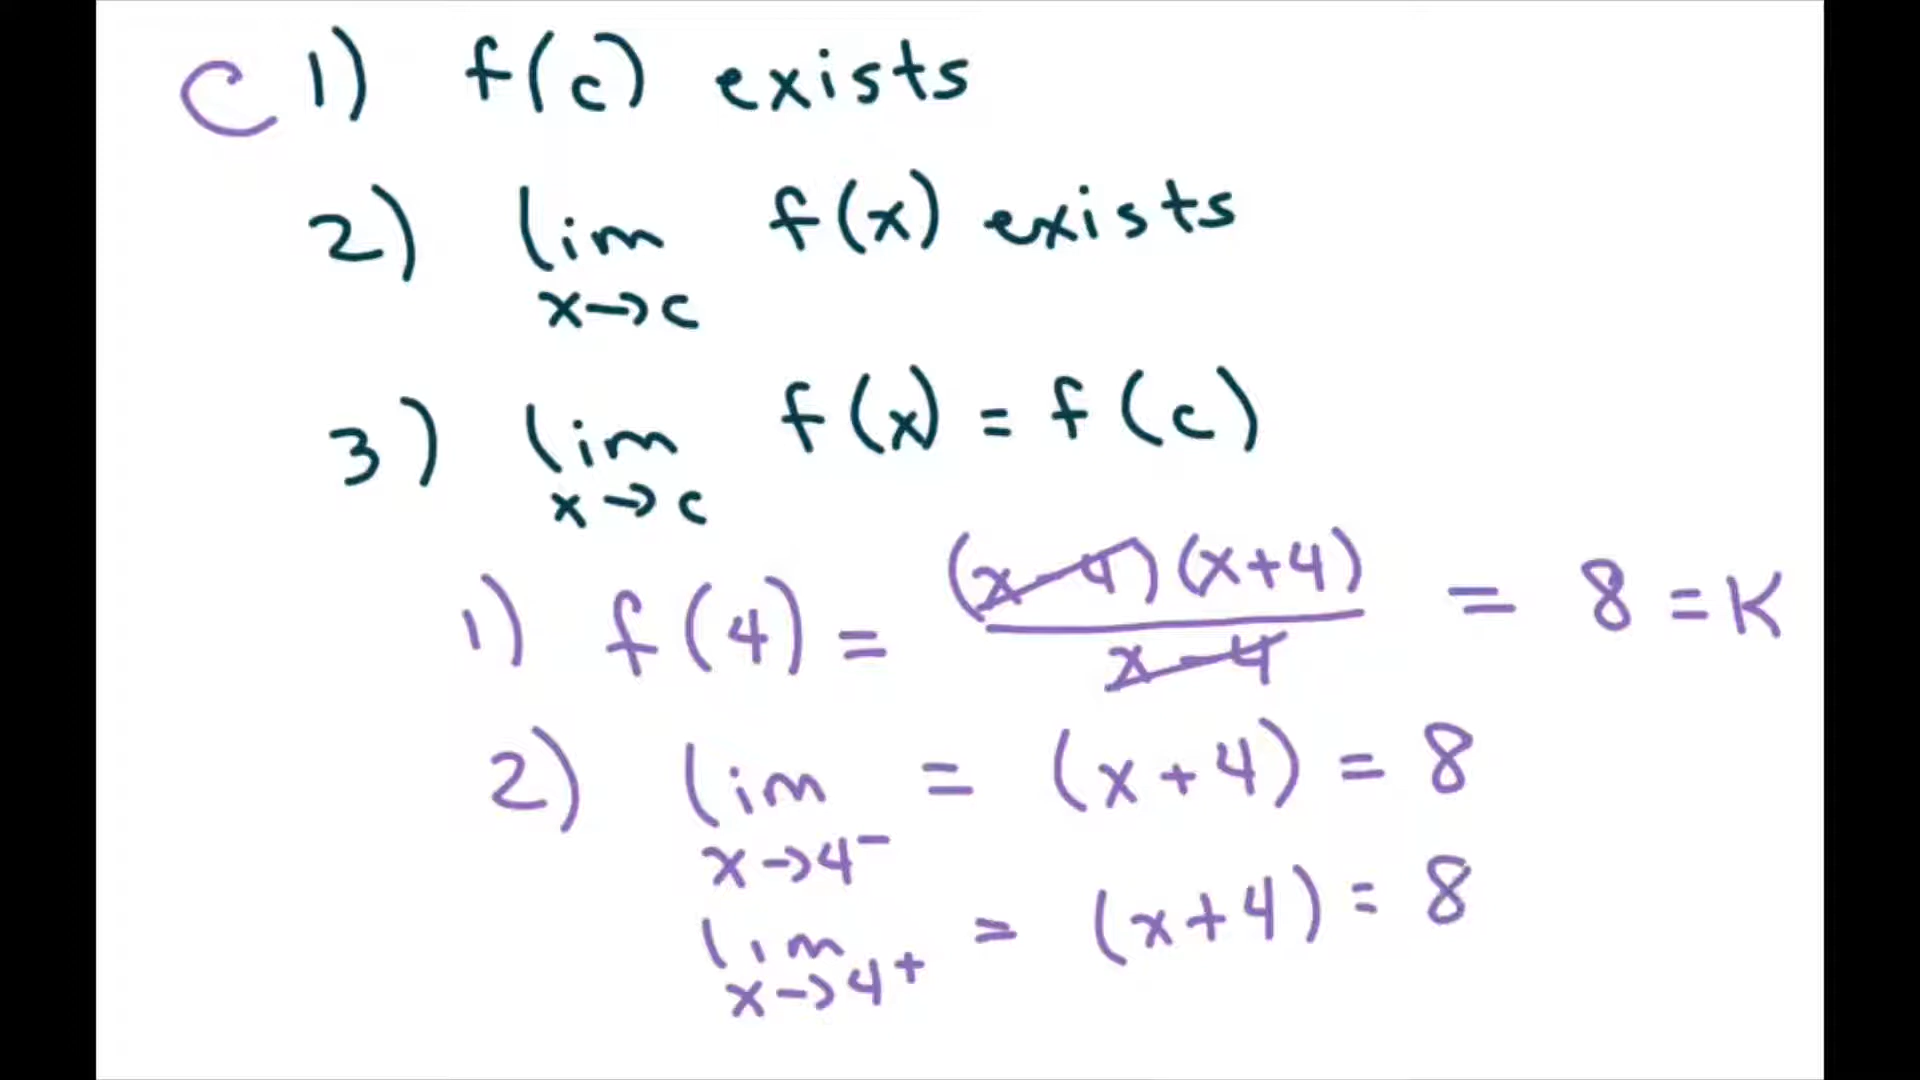 C 1) f(c) exists
2) lim f(x) exists
x→c
3) lim f(x) = f(c)
x→c
1) f(4) = (x-4)(x+4) / x-4 = 8 = K
2) lim = (x+4) = 8
x→4⁻
lim = (x+4) = 8
x→4⁺